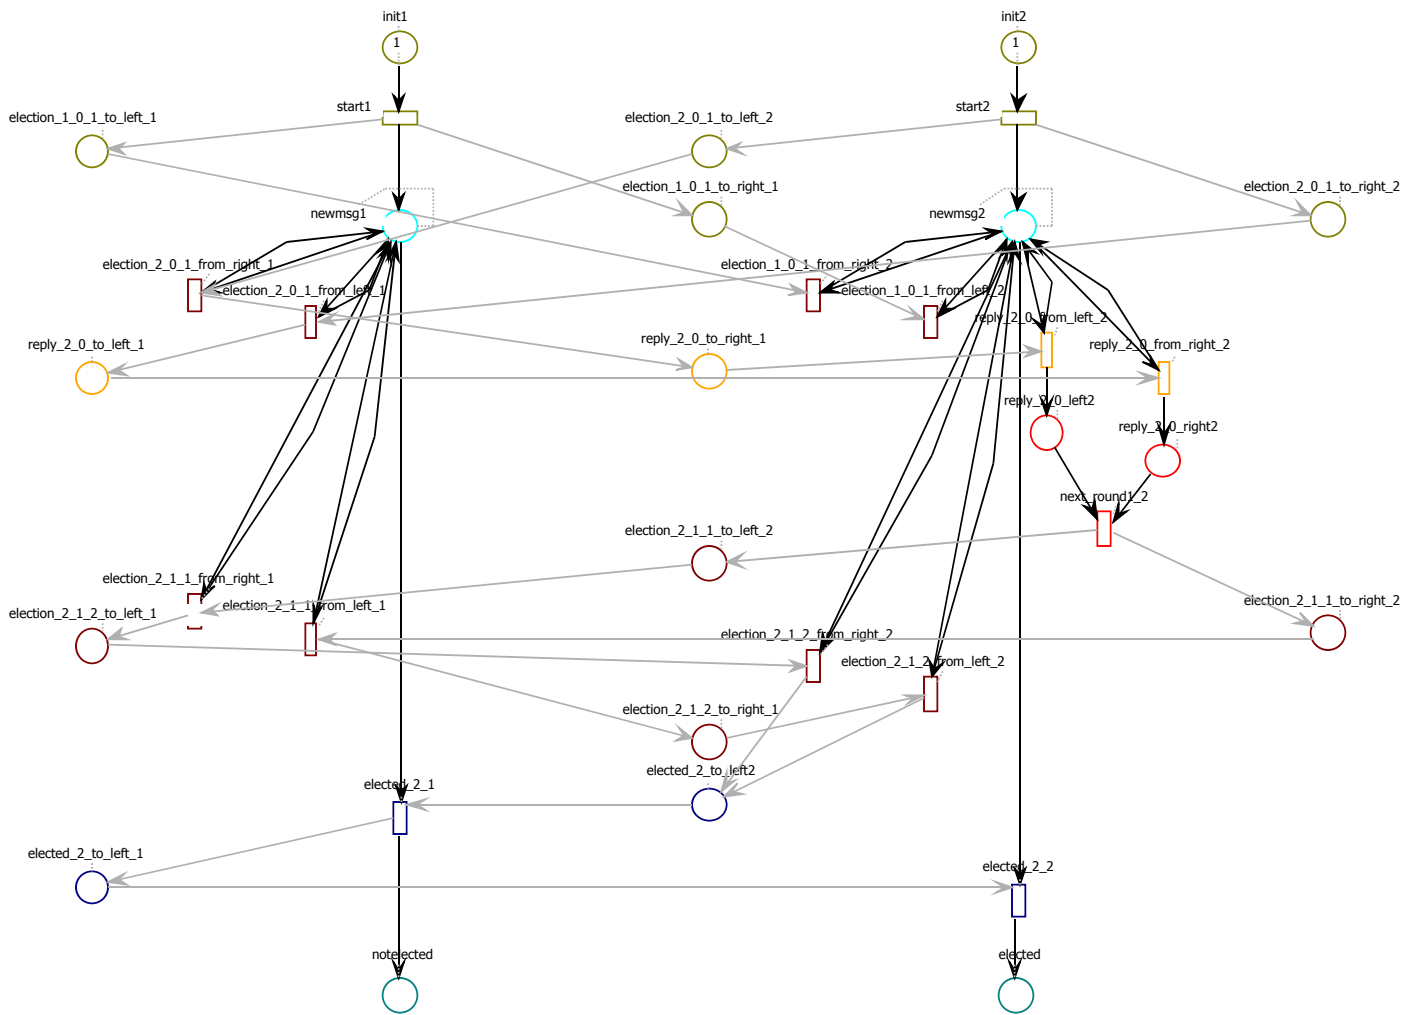 init1
init2
1
1
start1
start2
election_1_0_1_to_left_1
election_2_0_1_to_left_2
election_1_0_1_to_right_1
election_2_0_1_to_right_2
newmsg1
newmsg2
election_2_0_1_from_right_1
election_1_0_1_from_right_2
election_2_0_1_from_left_1
election_1_0_1_from_left_2
reply_2_0_from_left_2
reply_2_0_to_left_1
reply_2_0_to_right_1
reply_2_0_from_right_2
reply_2_0_left2
reply_2_0_right2
next_round1_2
election_2_1_1_to_left_2
election_2_1_1_from_right_1
election_2_1_2_to_left_1
election_2_1_1_from_left_1
election_2_1_1_to_right_2
election_2_1_2_from_right_2
election_2_1_2_from_left_2
election_2_1_2_to_right_1
elected_2_to_left2
elected_2_1
elected_2_to_left_1
elected_2_2
notelected
elected